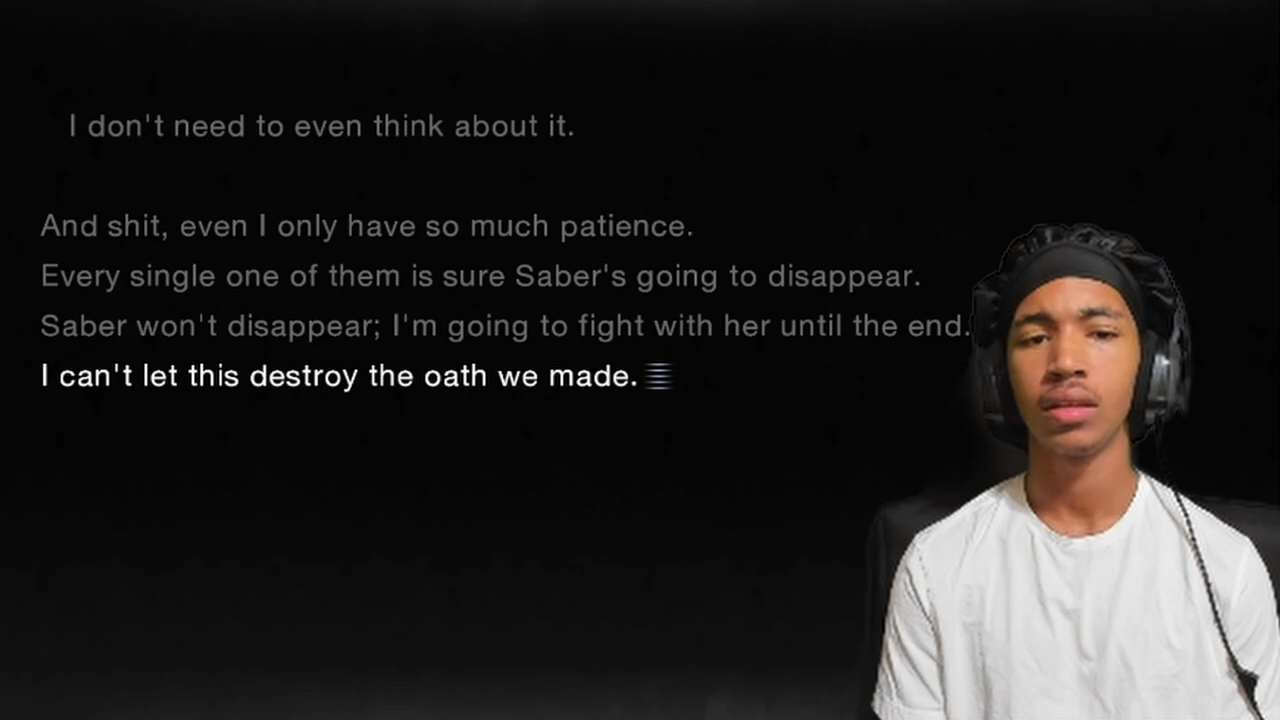 I don't need to even think about it.
And shit, even I only have so much patience.
Every single one of them is sure Saber's going to disappear.
Saber won't disappear; I'm going to fight with her until the end.
I can't let this destroy the oath we made.